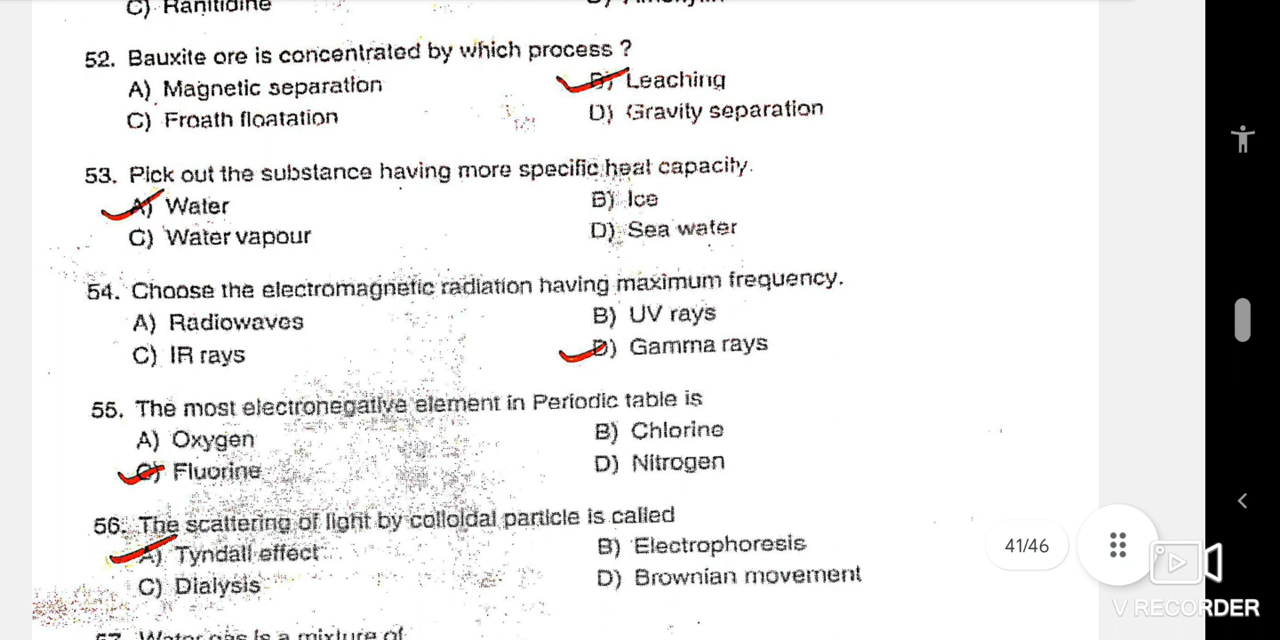 C) Ranitidine
52. Bauxite ore is concentrated by which process ?
A) Magnetic separation
B) Leaching
C) Froath floatation
D) Gravity separation
53. Pick out the substance having more specific heat capacity.
A) Water
B) Ice
C) Water vapour
D) Sea water
54. Choose the electromagnetic radiation having maximum frequency.
A) Radiowaves
B) UV rays
C) IR rays
D) Gamma rays
55. The most electronegative element in Periodic table is
A) Oxygen
B) Chlorine
C) Fluorine
D) Nitrogen
56. The scattering of light by colloidal particle is called
A) Tyndall effect
B) Electrophoresis
C) Dialysis
D) Brownian movement
57. Water gas is a mixture of
41/46
V RECORDER